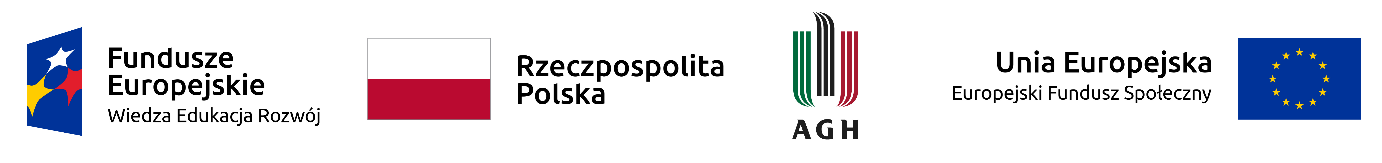 Fundusze
Europejskie
Wiedza Edukacja Rozwój
Rzeczpospolita
Polska
AGH
Unia Europejska
Europejski Fundusz Społeczny